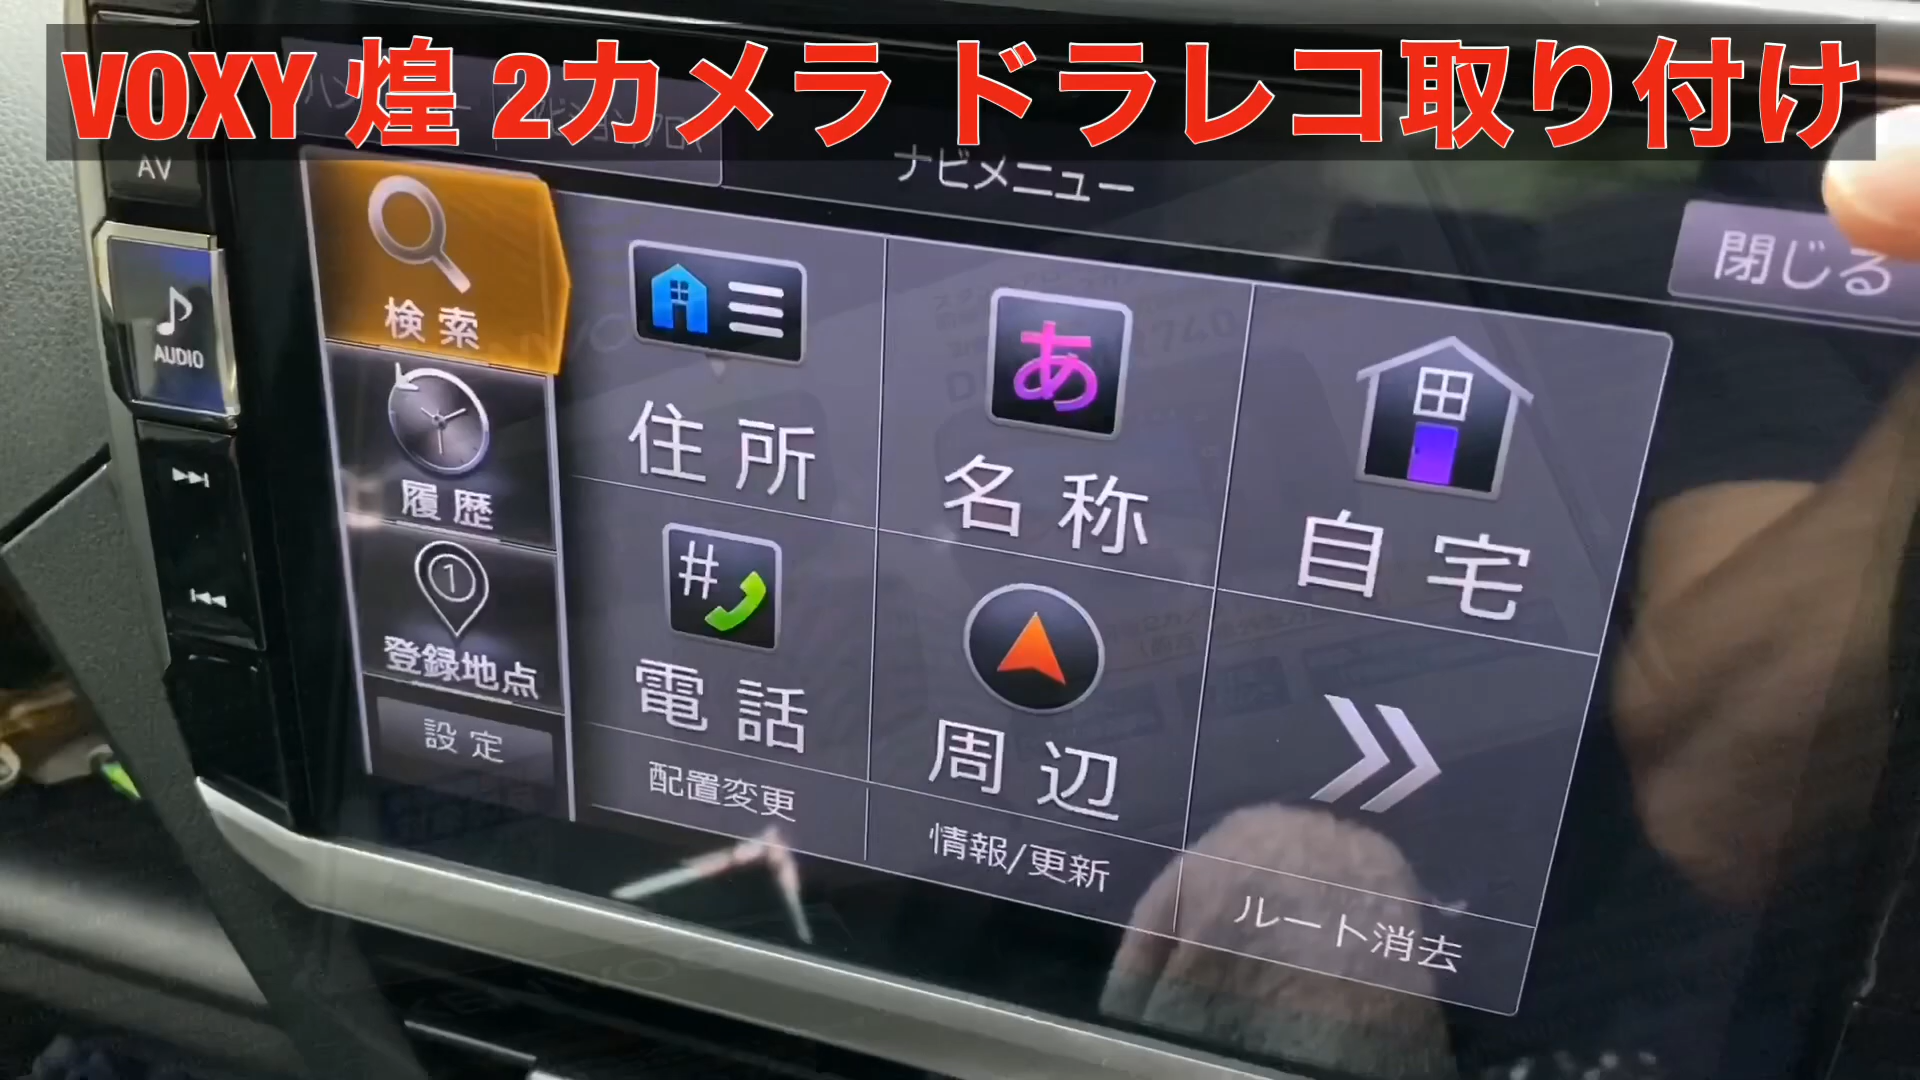 VOXY 煌 2カメラ ドラレコ取り付け
AV
ナビメニュー
閉じる
AUDIO
検索
履歴
1
登録地点
設定
住所
あ
名称
自宅
#
電話
周辺
配置変更
情報/更新
ルート消去